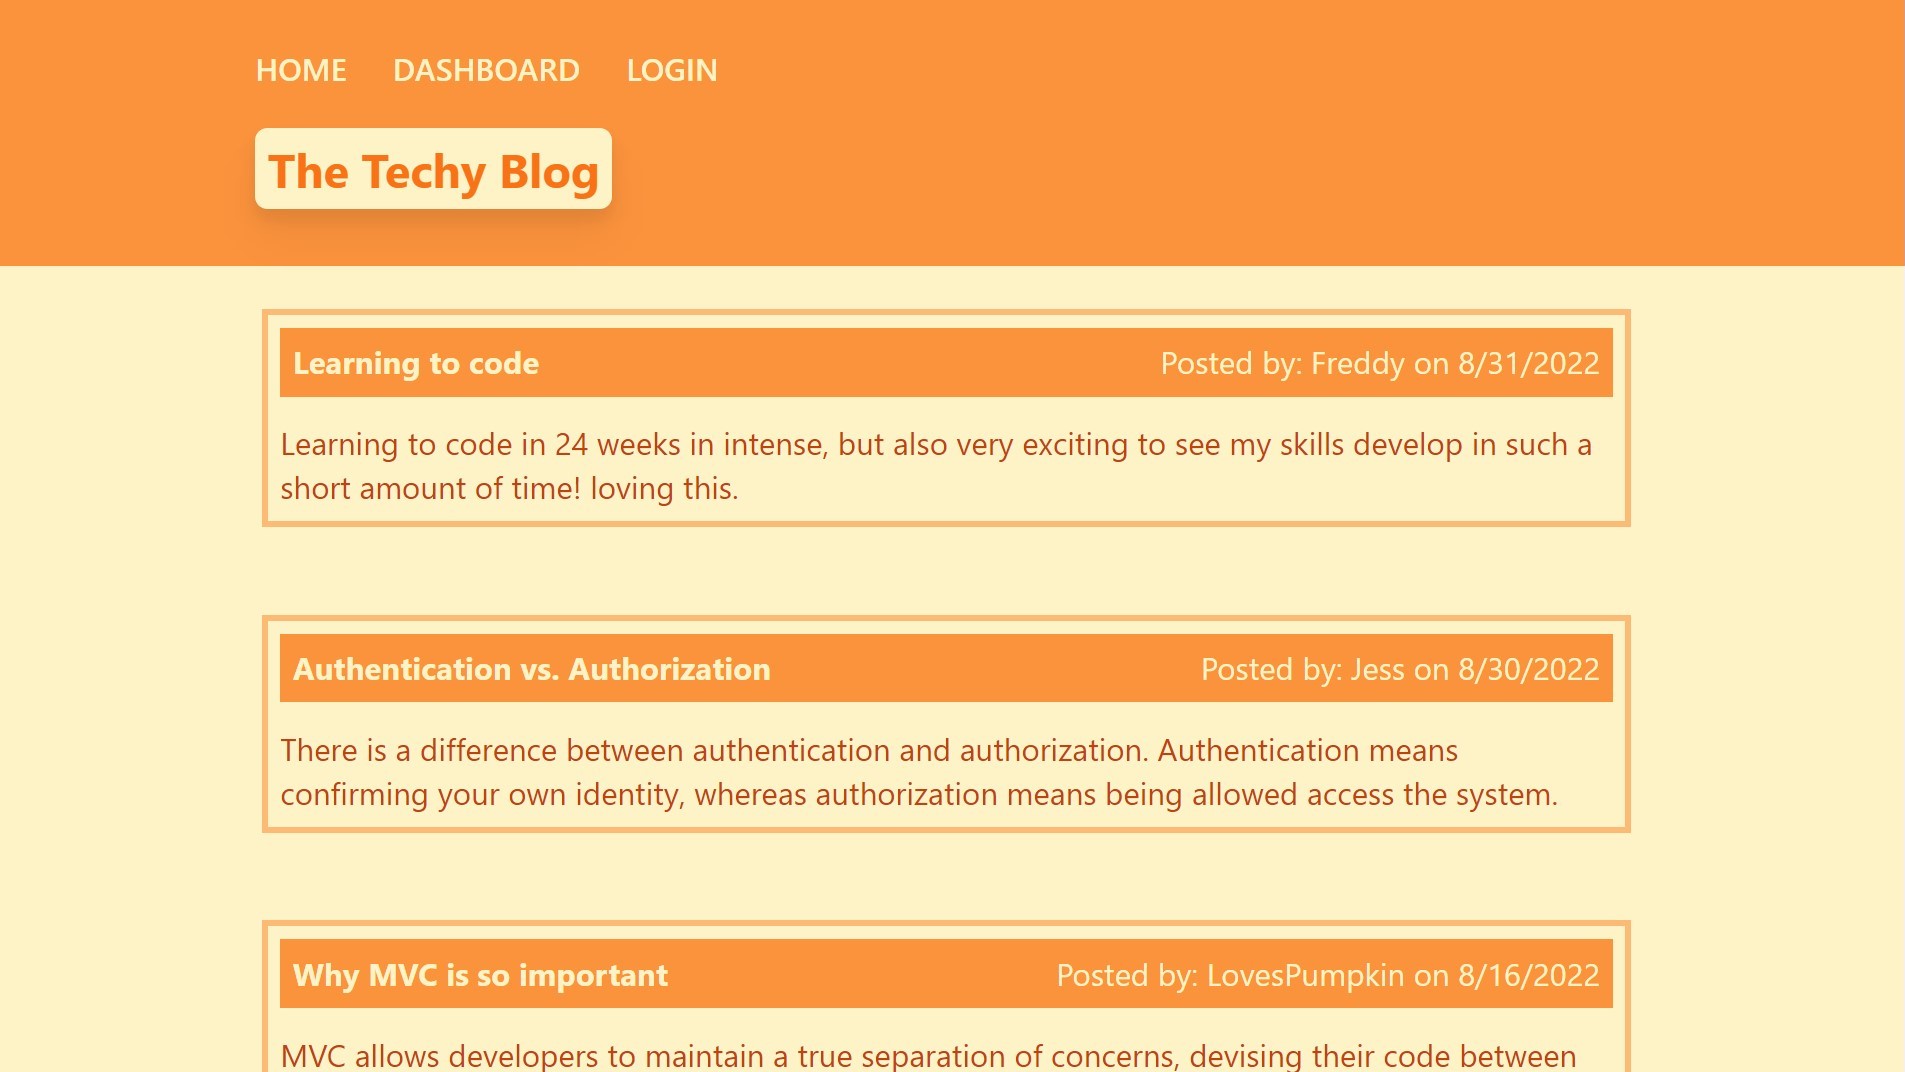 HOME DASHBOARD LOGIN
The Techy Blog
Learning to code Posted by: Freddy on 8/31/2022
Learning to code in 24 weeks in intense, but also very exciting to see my skills develop in such a
short amount of time! loving this.
Authentication vs. Authorization Posted by: Jess on 8/30/2022
There is a difference between authentication and authorization. Authentication means
confirming your own identity, whereas authorization means being allowed access the system.
Why MVC is so important Posted by: LovesPumpkin on 8/16/2022
MVC allows developers to maintain a true separation of concerns, devising their code between